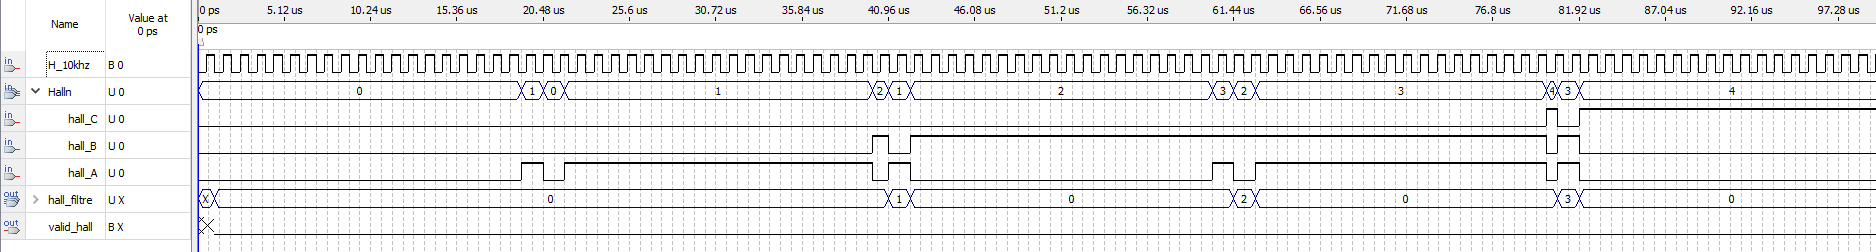 Name
Value at
0 ps
0 ps 5.12 us 10.24 us 15.36 us 20.48 us 25.6 us 30.72 us 35.84 us 40.96 us 46.08 us 51.2 us 56.32 us 61.44 us 66.56 us 71.68 us 76.8 us 81.92 us 87.04 us 92.16 us 97.28 us
0 ps
in H_10khz B 0
in HallIn U 0 0 1 0 1 2 1 2 3 2 3 4 3 4
in hall_C U 0
in hall_B U 0
in hall_A U 0
out hall_filtre U X X 0 1 0 2 0 3 0
out valid_hall B X